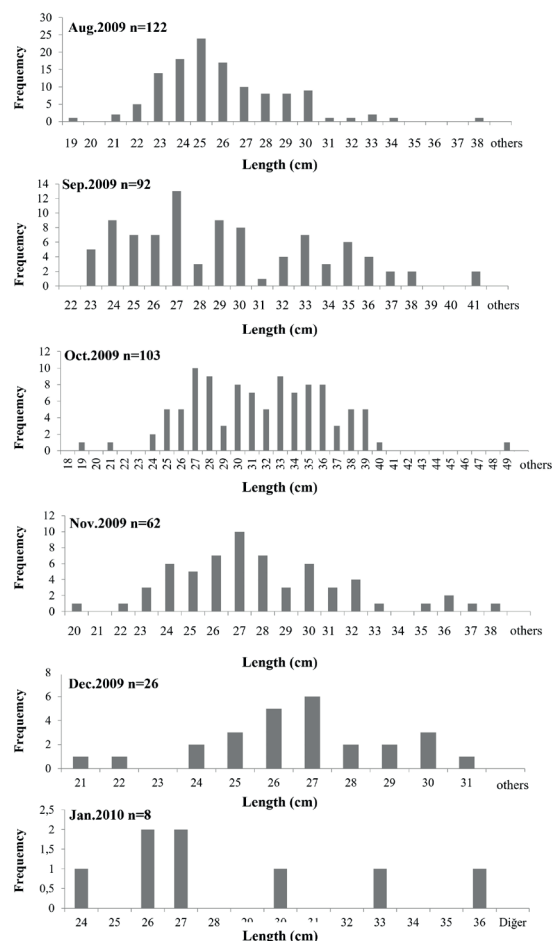 Aug.2009 n=122
Frequemcy
30
25
20
15
10
5
0
19 20 21 22 23 24 25 26 27 28 29 30 31 32 33 34 35 36 37 38 others
Length (cm)
Sep.2009 n=92
Frequemcy
14
12
10
8
6
4
2
0
22 23 24 25 26 27 28 29 30 31 32 33 34 35 36 37 38 39 40 41 others
Length (cm)
Oct.2009 n=103
Frequemcy
12
10
8
6
4
2
0
18 19 20 21 22 23 24 25 26 27 28 29 30 31 32 33 34 35 36 37 38 39 40 41 42 43 44 45 46 47 48 49 others
Length (cm)
Nov.2009 n=62
Frequemcy
12
10
8
6
4
2
0
20 21 22 23 24 25 26 27 28 29 30 31 32 33 34 35 36 37 38 others
Length (cm)
Dec.2009 n=26
Frequemcy
8
6
4
2
0
21 22 23 24 25 26 27 28 29 30 31 others
Length (cm)
Jan.2010 n=8
Frequemcy
2,5
2
1,5
1
0,5
0
24 25 26 27 28 32 33 34 35 36 Diğer
Length (cm)